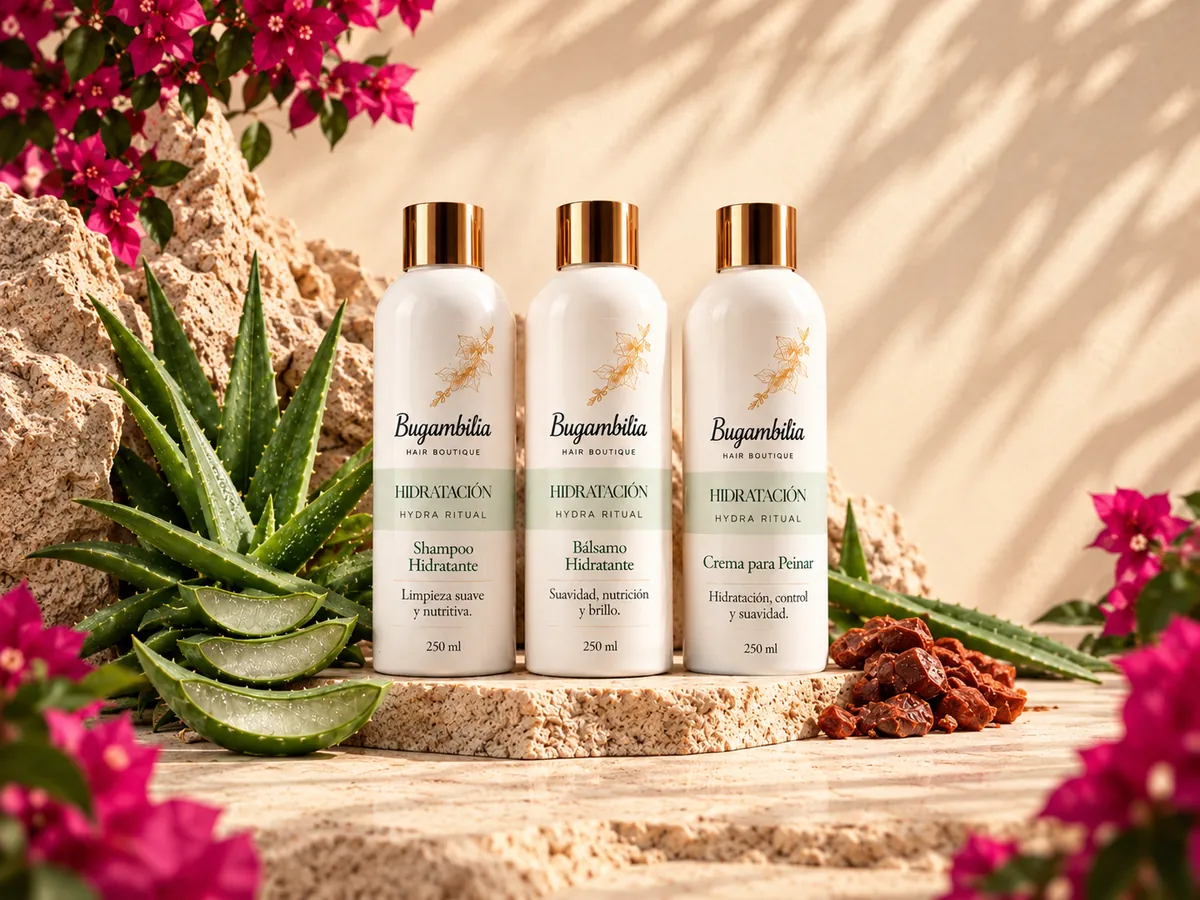 Bugambilia
HAIR BOUTIQUE
HIDRATACIÓN
HYDRA RITUAL
Shampoo
Hidratante
Limpieza suave
y nutritiva.
250 ml
Bugambilia
HAIR BOUTIQUE
HIDRATACIÓN
HYDRA RITUAL
Bálsamo
Hidratante
Suavidad, nutrición
y brillo.
250 ml
Bugambilia
HAIR BOUTIQUE
HIDRATACIÓN
HYDRA RITUAL
Crema para Peinar
Hidratación, control
y suavidad.
250 ml